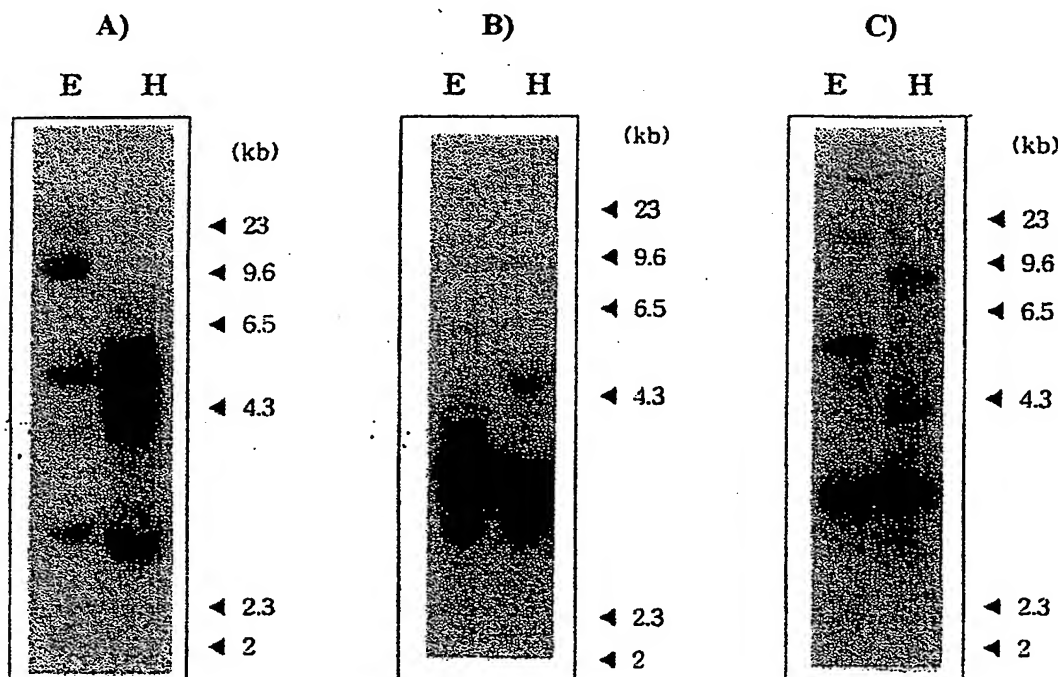 A)
E H
(kb)
◄ 23
◄ 9.6
◄ 6.5
◄ 4.3
◄ 2.3
◄ 2
B)
E H
(kb)
◄ 23
◄ 9.6
◄ 6.5
◄ 4.3
◄ 2.3
◄ 2
C)
E H
(kb)
◄ 23
◄ 9.6
◄ 6.5
◄ 4.3
◄ 2.3
◄ 2